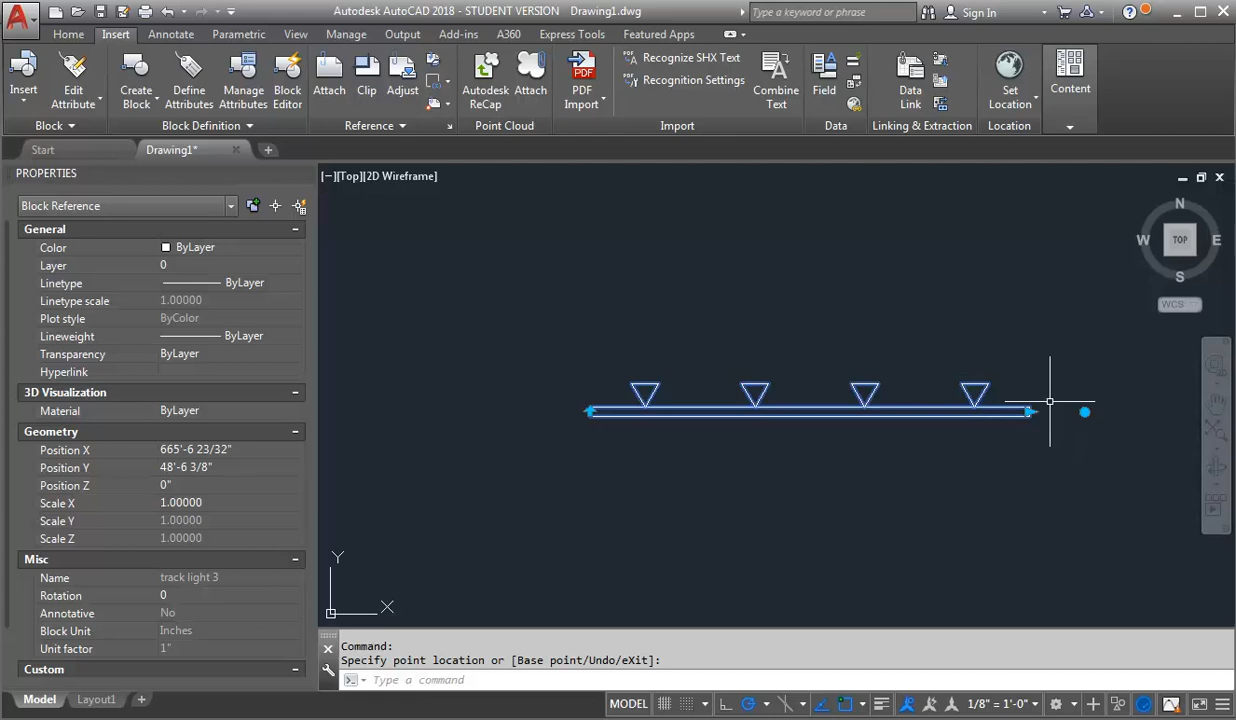 A Autodesk AutoCAD 2018 - STUDENT VERSION Drawing1.dwg Type a keyword or phrase Sign In
Home Insert Annotate Parametric View Manage Output Add-ins A360 Express Tools Featured Apps
Insert Edit Attribute Create Block Define Attributes Manage Attributes Block Editor Attach Clip Adjust Autodesk ReCap Attach PDF Import Recognize SHX Text Recognition Settings Combine Text Field Data Link Set Location Content
Block Block Definition Reference Point Cloud Import Data Linking & Extraction Location
Start Drawing1*
PROPERTIES
[−][Top][2D Wireframe]
Block Reference
General
Color ByLayer
Layer 0
Linetype ByLayer
Linetype scale 1.00000
Plot style ByColor
Lineweight ByLayer
Transparency ByLayer
Hyperlink
3D Visualization
Material ByLayer
Geometry
Position X 665'-6 23/32"
Position Y 48'-6 3/8"
Position Z 0"
Scale X 1.00000
Scale Y 1.00000
Scale Z 1.00000
Misc
Name track light 3
Rotation 0
Annotative No
Block Unit Inches
Unit factor 1"
Custom
N
W TOP E
S
WCS
Y
X
Command:
Specify point location or [Base point/Undo/eXit]:
Type a command
Model Layout1 MODEL 1/8" = 1'-0"